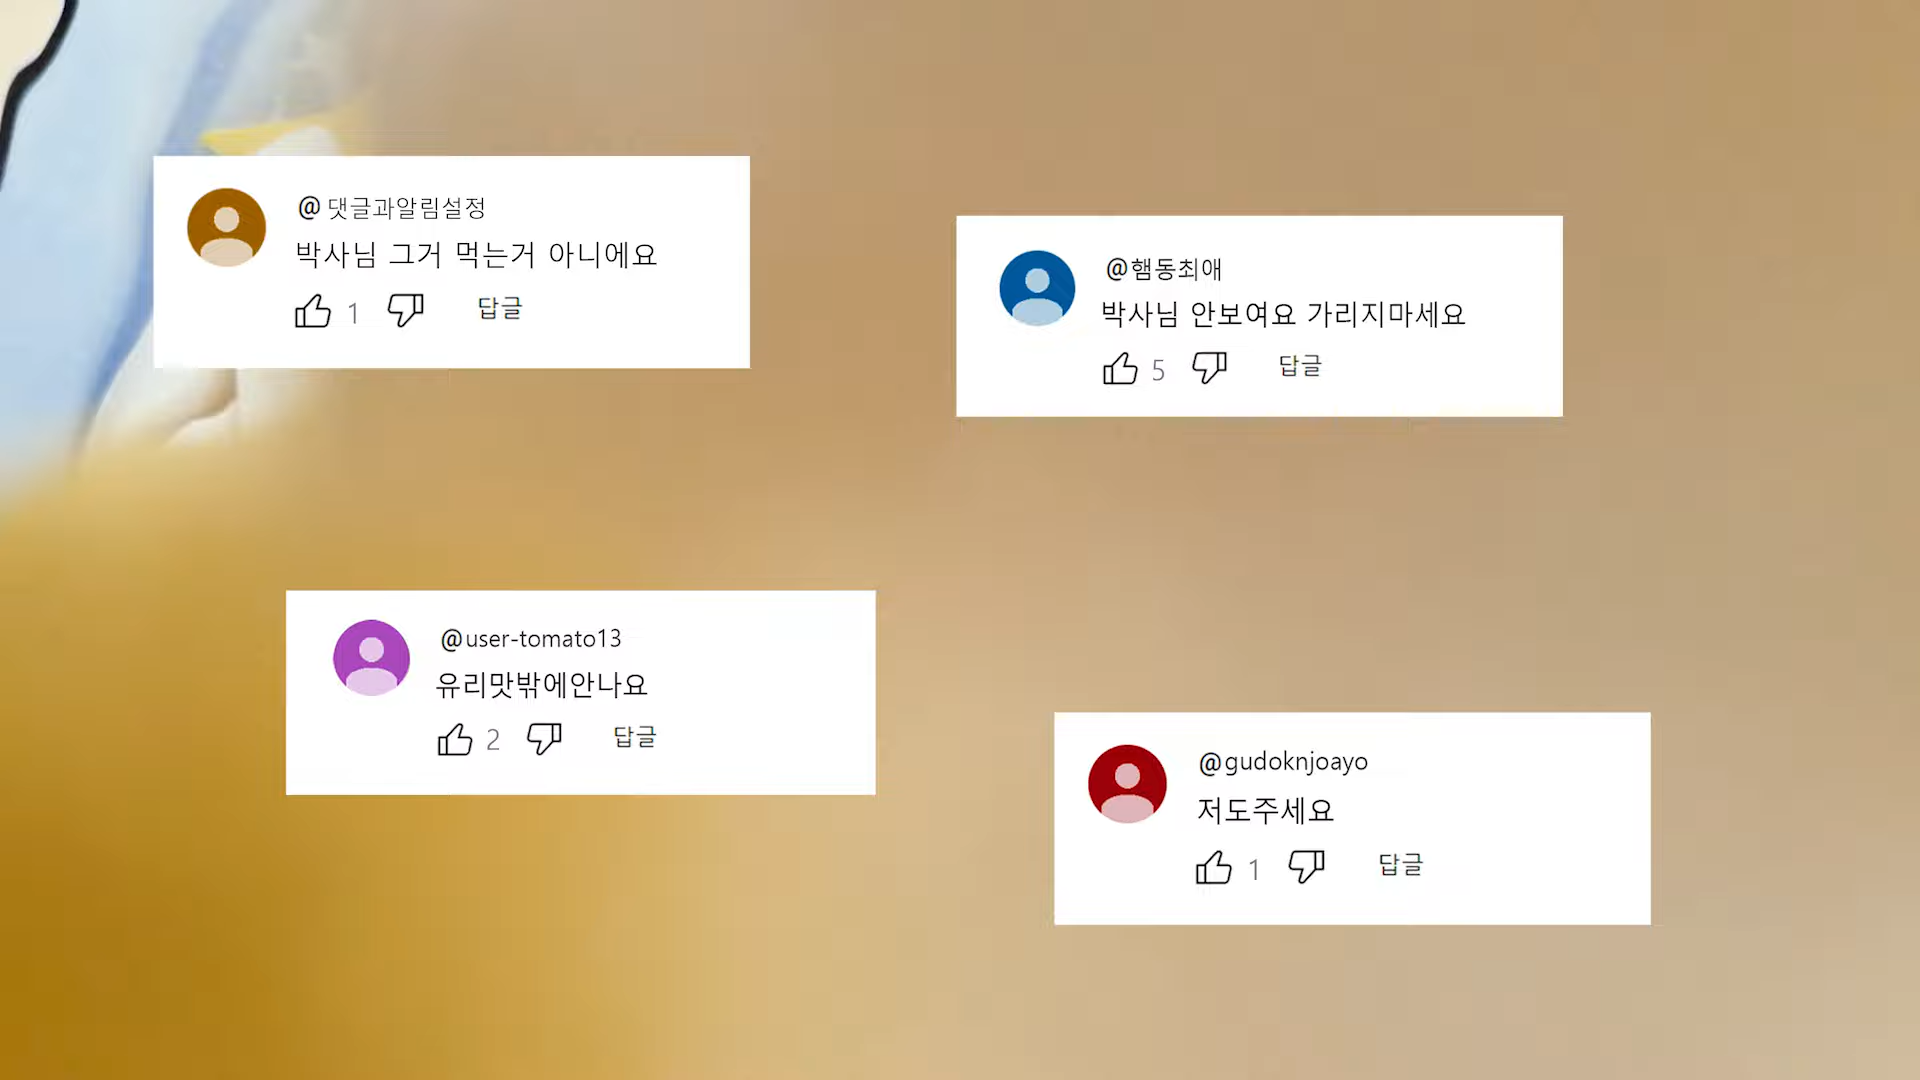 @댓글과알림설정
박사님 그거 먹는거 아니에요
1 답글
@햄동최애
박사님 안보여요 가리지마세요
5 답글
@user-tomato13
유리맛밖에안나요
2 답글
@gudoknjoayo
저도주세요
1 답글